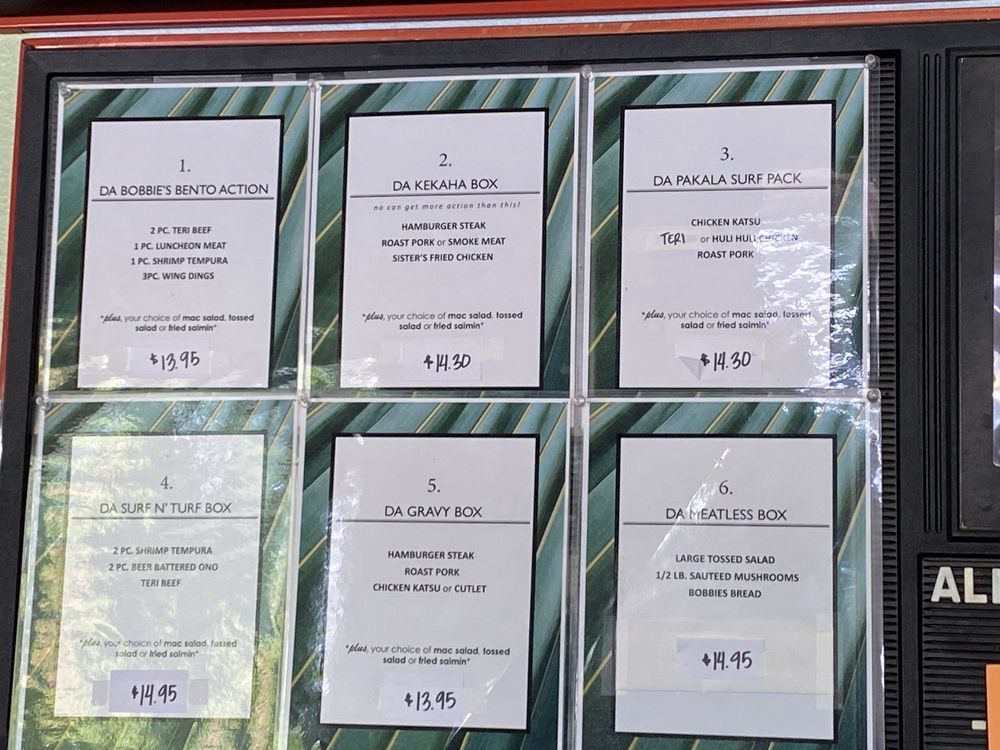 1.
DA BOBBIE'S BENTO ACTION
2 PC. TERI BEEF
1 PC. LUNCHEON MEAT
1 PC. SHRIMP TEMPURA
3PC. WING DINGS
*plus, your choice of mac salad, tossed
salad or fried saimin*
$13.95
2.
DA KEKAHA BOX
no can get more action than this!
HAMBURGER STEAK
ROAST PORK or SMOKE MEAT
SISTER'S FRIED CHICKEN
*plus, your choice of mac salad, tossed
salad or fried saimin*
$14.30
3.
DA PAKALA SURF PACK
CHICKEN KATSU
TERI or HULI HULI CHICKEN
ROAST PORK
*plus, your choice of mac salad, tossed
salad or fried saimin*
$14.30
4.
DA SURF N' TURF BOX
2 PC. SHRIMP TEMPURA
2 PC. BEER BATTERED ONO
TERI BEEF
*plus, your choice of mac salad, tossed
salad or fried saimin*
$14.95
5.
DA GRAVY BOX
HAMBURGER STEAK
ROAST PORK
CHICKEN KATSU or CUTLET
*plus, your choice of mac salad, tossed
salad or fried saimin*
$13.95
6.
DA MEATLESS BOX
LARGE TOSSED SALAD
1/2 LB. SAUTEED MUSHROOMS
BOBBIES BREAD
$14.95